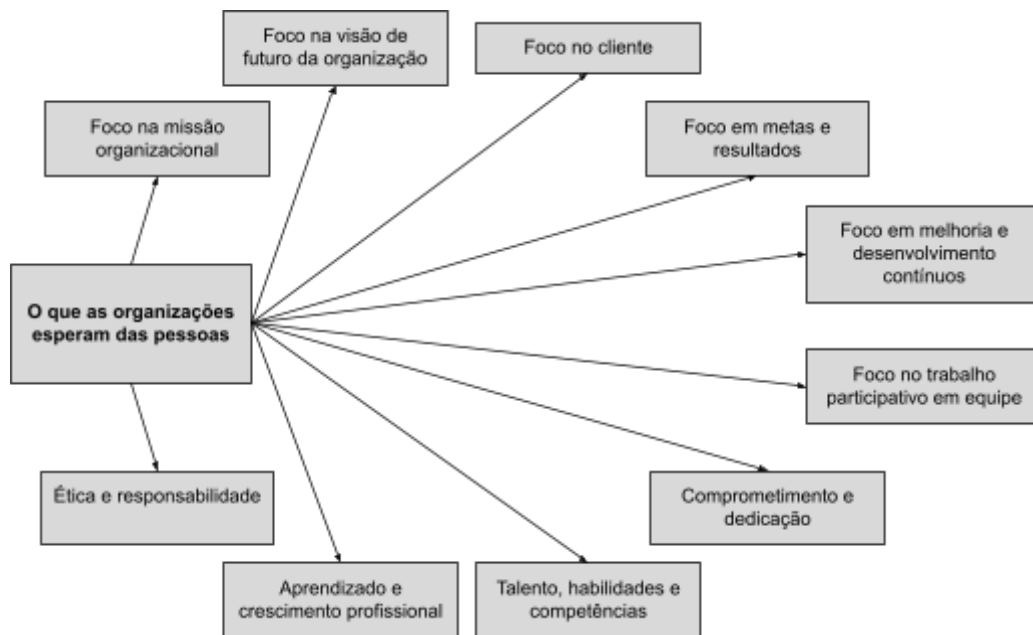 Foco na visão de
futuro da organização
Foco no cliente
Foco na missão
organizacional
Foco em metas e
resultados
Foco em melhoria e
desenvolvimento
contínuos
O que as organizações
esperam das pessoas
Foco no trabalho
participativo em equipe
Ética e responsabilidade
Comprometimento e
dedicação
Aprendizado e
crescimento profissional
Talento, habilidades e
competências